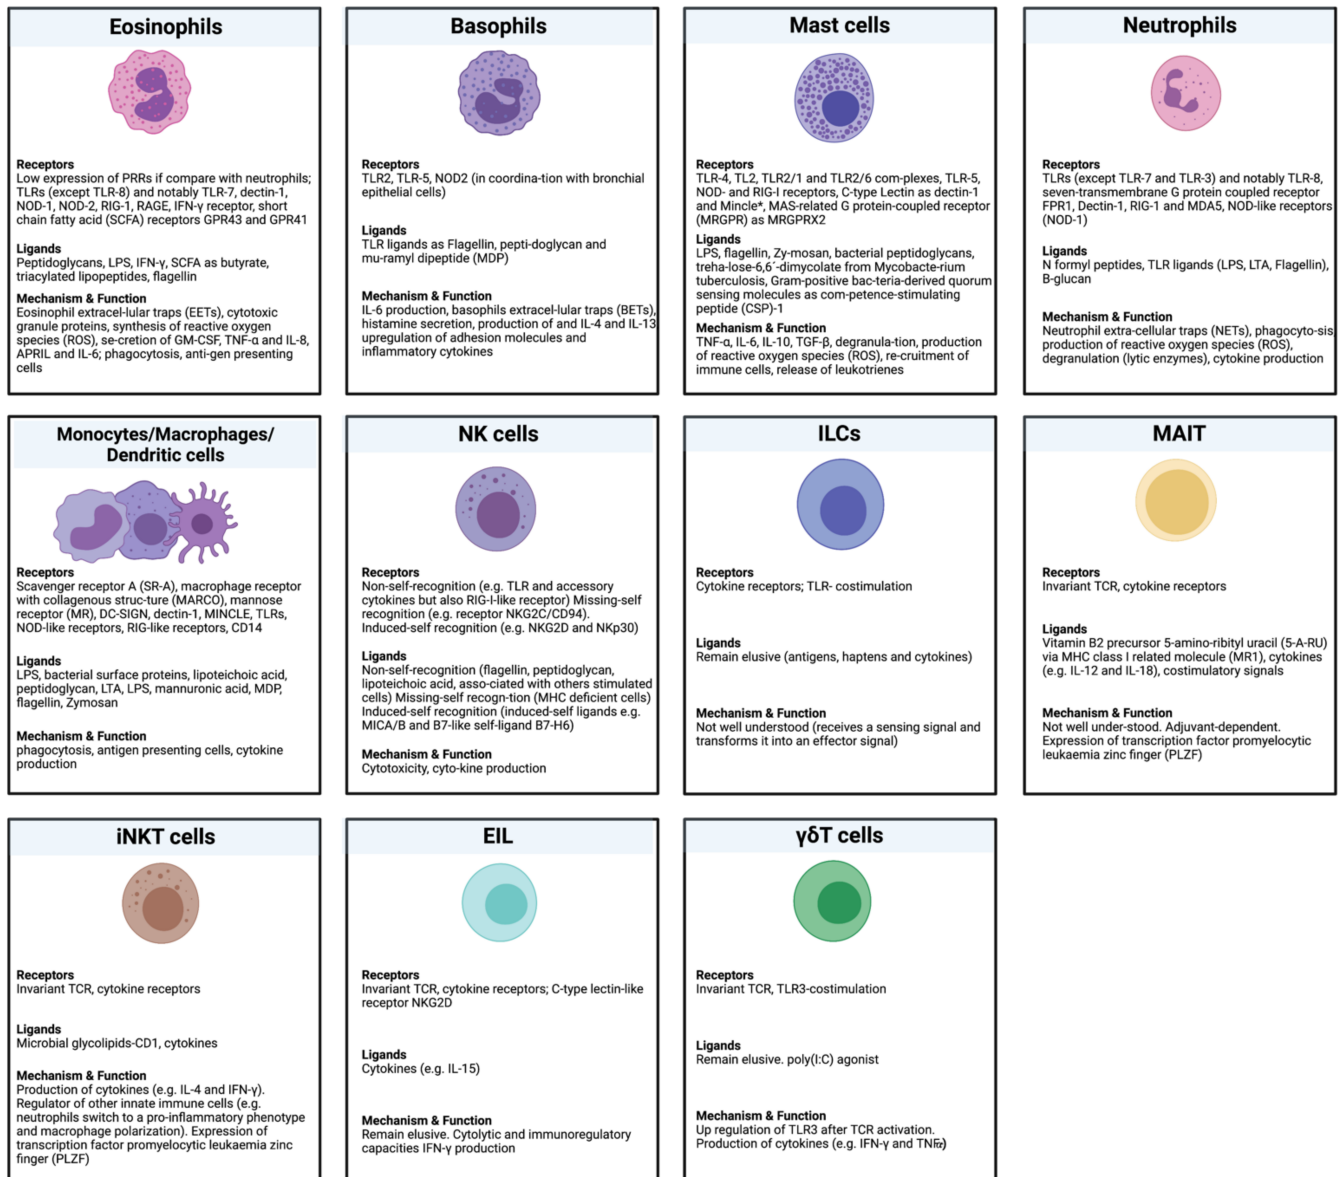 Eosinophils
Receptors
Low expression of PRRs if compare with neutrophils;
TLRs (except TLR-8) and notably TLR-7, dectin-1,
NOD-1, NOD-2, RIG-1, RAGE, IFN-γ receptor, short
chain fatty acid (SCFA) receptors GPR43 and GPR41
Ligands
Peptidoglycans, LPS, IFN-γ, SCFA as butyrate,
triacylated lipopeptides, flagellin
Mechanism & Function
Eosinophil extracel-lular traps (EETs), cytotoxic
granule proteins, synthesis of reactive oxygen
species (ROS), se-cretion of GM-CSF, TNF-α and IL-8,
APRIL and IL-6; phagocytosis, anti-gen presenting
cells
Basophils
Receptors
TLR2, TLR-5, NOD2 (in coordina-tion with bronchial
epithelial cells)
Ligands
TLR ligands as Flagellin, pepti-doglycan and
mu-ramyl dipeptide (MDP)
Mechanism & Function
IL-6 production, basophils extracel-lular traps (BETs),
histamine secretion, production of and IL-4 and IL-13
upregulation of adhesion molecules and
inflammatory cytokines
Mast cells
Receptors
TLR-4, TL2, TLR2/1 and TLR2/6 com-plexes, TLR-5,
NOD- and RIG-I receptors, C-type Lectin as dectin-1
and Mincle*, MAS-related G protein-coupled receptor
(MRGPR) as MRGPRX2
Ligands
LPS, flagellin, Zy-mosan, bacterial peptidoglycans,
treha-lose-6,6´-dimycolate from Mycobacte-rium
tuberculosis, Gram-positive bac-teria-derived quorum
sensing molecules as com-petence-stimulating
peptide (CSP)-1
Mechanism & Function
TNF-α, IL-6, IL-10, TGF-β, degranula-tion, production
of reactive oxygen species (ROS), re-cruitment of
immune cells, release of leukotrienes
Neutrophils
Receptors
TLRs (except TLR-7 and TLR-3) and notably TLR-8,
seven-transmembrane G protein coupled receptor
FPR1, Dectin-1, RIG-1 and MDA5, NOD-like receptors
(NOD-1)
Ligands
N formyl peptides, TLR ligands (LPS, LTA, Flagellin),
B-glucan
Mechanism & Function
Neutrophil extra-cellular traps (NETs), phagocyto-sis,
production of reactive oxygen species (ROS),
degranulation (lytic enzymes), cytokine production
Monocytes/Macrophages/
Dendritic cells
Receptors
Scavenger receptor A (SR-A), macrophage receptor
with collagenous struc-ture (MARCO), mannose
receptor (MR), DC-SIGN, dectin-1, MINCLE, TLRs,
NOD-like receptors, RIG-like receptors, CD14
Ligands
LPS, bacterial surface proteins, lipoteichoic acid,
peptidoglycan, LTA, LPS, mannuronic acid, MDP,
flagellin, Zymosan
Mechanism & Function
phagocytosis, antigen presenting cells, cytokine
production
NK cells
Receptors
Non-self-recognition (e.g. TLR and accessory
cytokines but also RIG-I-like receptor) Missing-self
recognition (e.g. receptor NKG2C/CD94).
Induced-self recognition (e.g. NKG2D and NKp30)
Ligands
Non-self-recognition (flagellin, peptidoglycan,
lipoteichoic acid, asso-ciated with others stimulated
cells) Missing-self recogn-tion (MHC deficient cells)
Induced-self recognition (induced-self ligands e.g.
MICA/B and B7-like self-ligand B7-H6)
Mechanism & Function
Cytotoxicity, cyto-kine production
ILCs
Receptors
Cytokine receptors; TLR- costimulation
Ligands
Remain elusive (antigens, haptens and cytokines)
Mechanism & Function
Not well understood (receives a sensing signal and
transforms it into an effector signal)
MAIT
Receptors
Invariant TCR, cytokine receptors
Ligands
Vitamin B2 precursor 5-amino-ribityl uracil (5-A-RU)
via MHC class I related molecule (MR1), cytokines
(e.g. IL-12 and IL-18), costimulatory signals
Mechanism & Function
Not well under-stood. Adjuvant-dependent.
Expression of transcription factor promyelocytic
leukaemia zinc finger (PLZF)
iNKT cells
Receptors
Invariant TCR, cytokine receptors
Ligands
Microbial glycolipids-CD1, cytokines
Mechanism & Function
Production of cytokines (e.g. IL-4 and IFN-γ).
Regulator of other innate immune cells (e.g.
neutrophils switch to a pro-inflammatory phenotype
and macrophage polarization). Expression of
transcription factor promyelocytic leukaemia zinc
finger (PLZF)
EIL
Receptors
Invariant TCR, cytokine receptors; C-type lectin-like
receptor NKG2D
Ligands
Cytokines (e.g. IL-15)
Mechanism & Function
Remain elusive. Cytolytic and immunoregulatory
capacities IFN-γ production
γδT cells
Receptors
Invariant TCR, TLR3-costimulation
Ligands
Remain elusive. poly(I:C) agonist
Mechanism & Function
Up regulation of TLR3 after TCR activation.
Production of cytokines (e.g. IFN-γ and